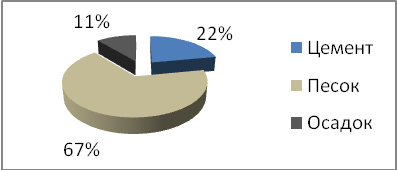 11%
22%
67%
Цемент
Песок
Осадок